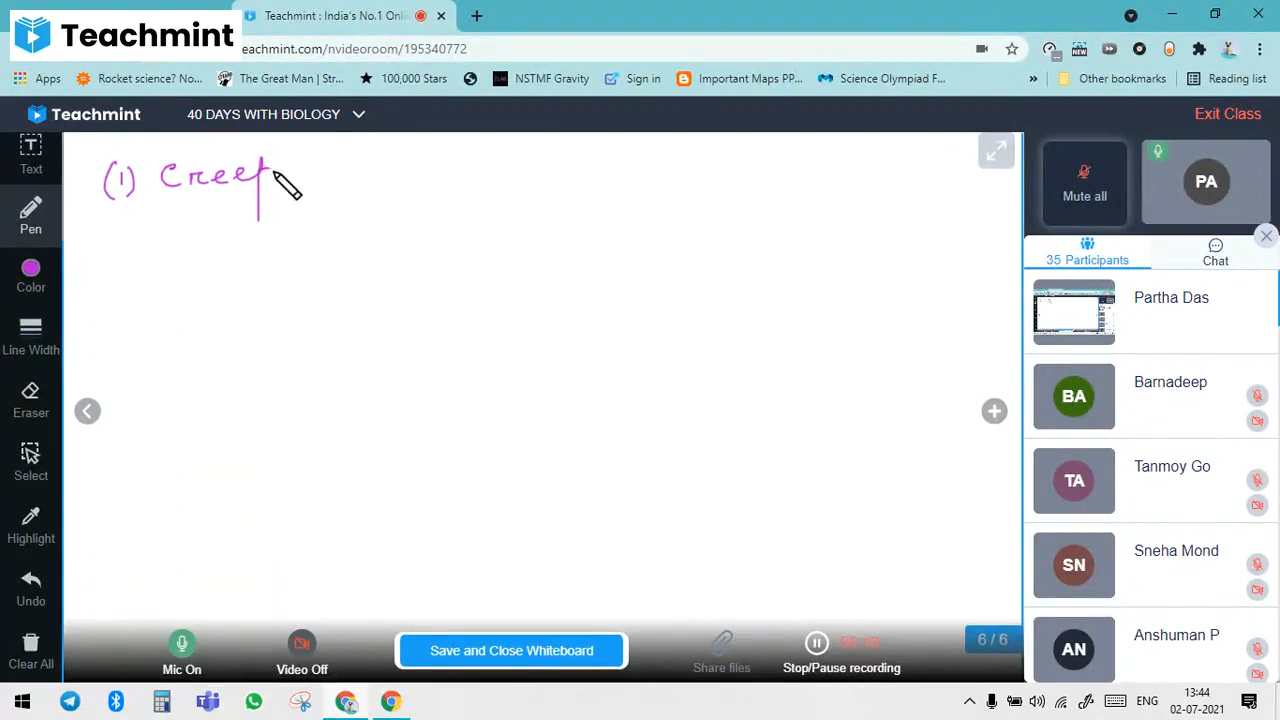 Teachmint
Teachmint : India's No.1 Onli
eachmint.com/nvideoroom/195340772
Apps
Rocket science? No...
The Great Man | Str...
100,000 Stars
NSTMF Gravity
Sign in
Important Maps PP...
Science Olympiad F...
»
Other bookmarks
Reading list
NEW
Teachmint
40 DAYS WITH BIOLOGY
Exit Class
Text
Pen
Color
Line Width
Eraser
Select
Highlight
Undo
Clear All
(1) Creep
Mute all
PA
35 Participants
Chat
Partha Das
BA
Barnadeep
TA
Tanmoy Go
SN
Sneha Mond
AN
Anshuman P
Mic On
Video Off
Save and Close Whiteboard
Share files
Stop/Pause recording
6 / 6
ENG
13:44
02-07-2021